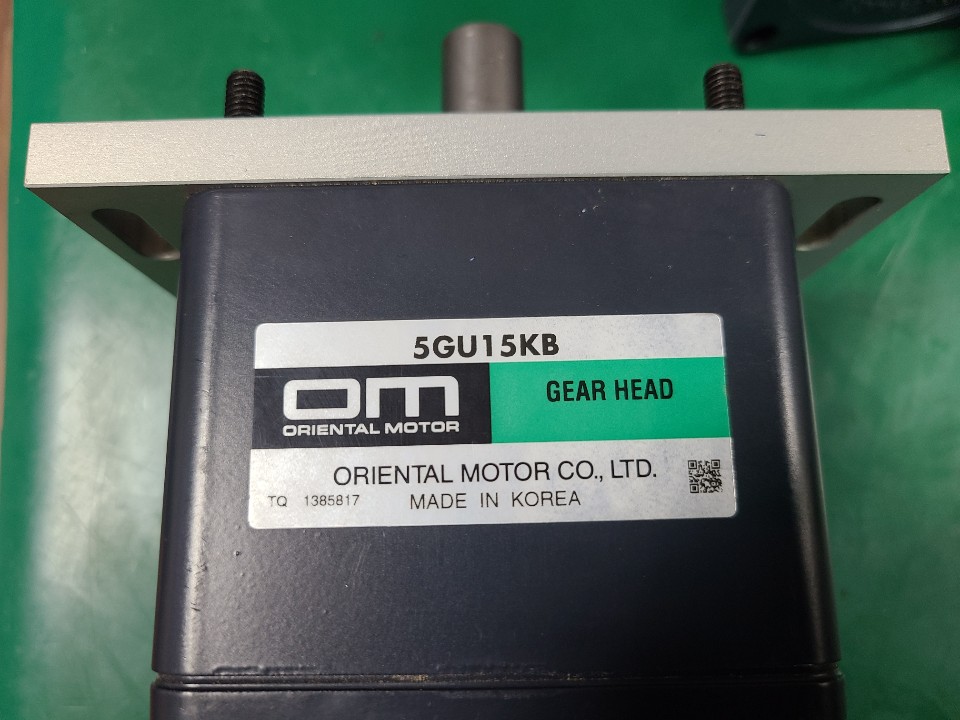 5GU15KB
OM
ORIENTAL MOTOR
GEAR HEAD
ORIENTAL MOTOR CO., LTD.
TQ 1385817 MADE IN KOREA